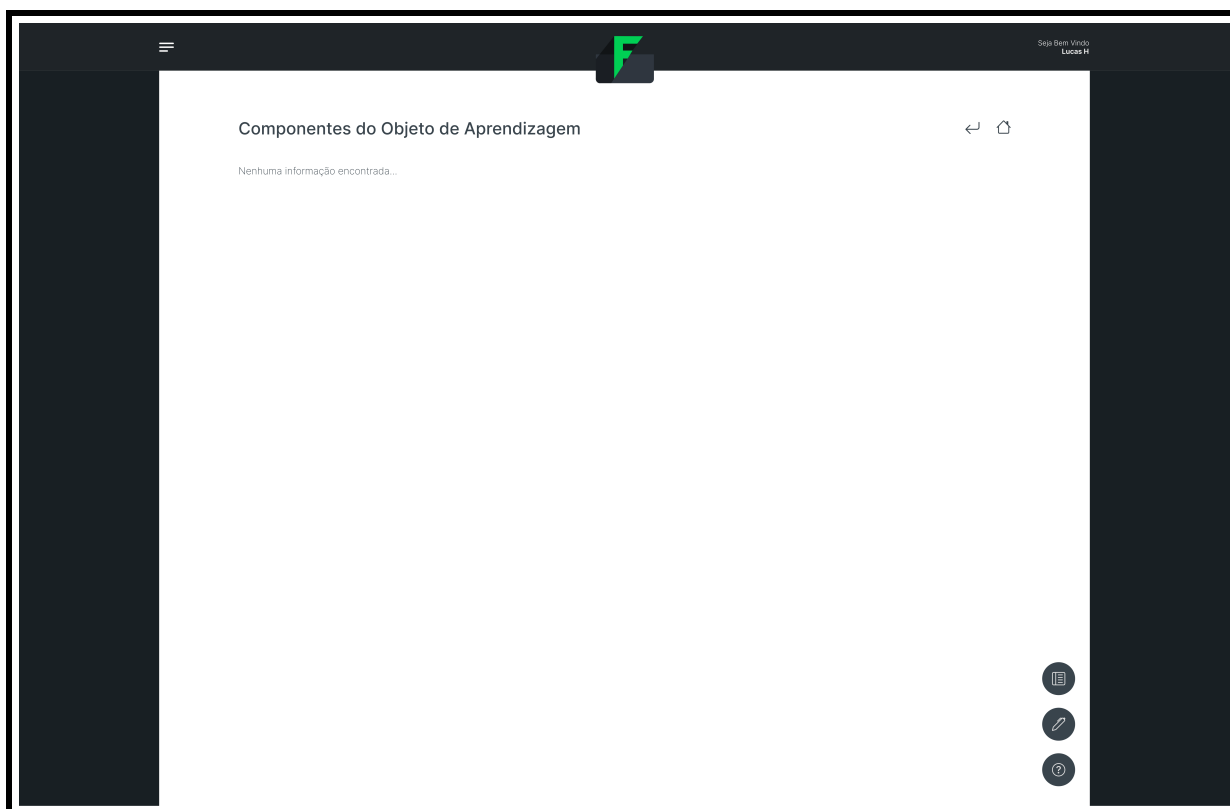 Seja Bem Vindo
Lucas H
Componentes do Objeto de Aprendizagem
Nenhuma informação encontrada...